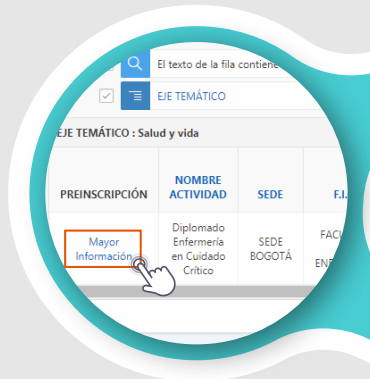 El texto de la fila contiene
EJE TEMÁTICO
EJE TEMÁTICO : Salud y vida
PREINSCRIPCIÓN
NOMBRE
ACTIVIDAD
SEDE
F.I.
Mayor
Información
Diplomado
Enfermería
en Cuidado
Crítico
SEDE
BOGOTÁ